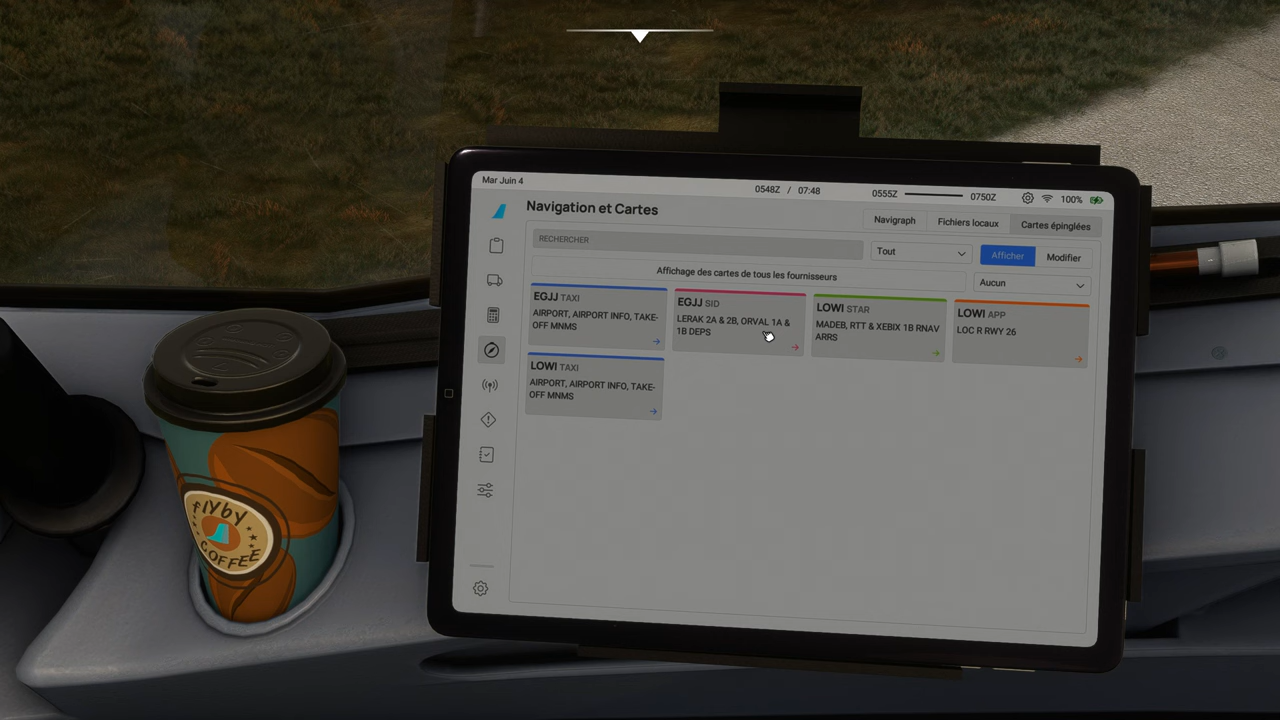 Mar Juin 4
0548Z / 07:48
0555Z
0750Z
100%
Navigation et Cartes
Navigraph
Fichiers locaux
Cartes épinglées
RECHERCHER
Tout
Afficher
Modifier
Affichage des cartes de tous les fournisseurs
Aucun
EGJJ TAXI
AIRPORT, AIRPORT INFO, TAKE-
OFF MNMS
EGJJ SID
LERAK 2A & 2B, ORVAL 1A &
1B DEPS
LOWI STAR
MADEB, RTT & XEBIX 1B RNAV
ARRS
LOWI APP
LOC R RWY 26
LOWI TAXI
AIRPORT, AIRPORT INFO, TAKE-
OFF MNMS
flyby
COFFEE